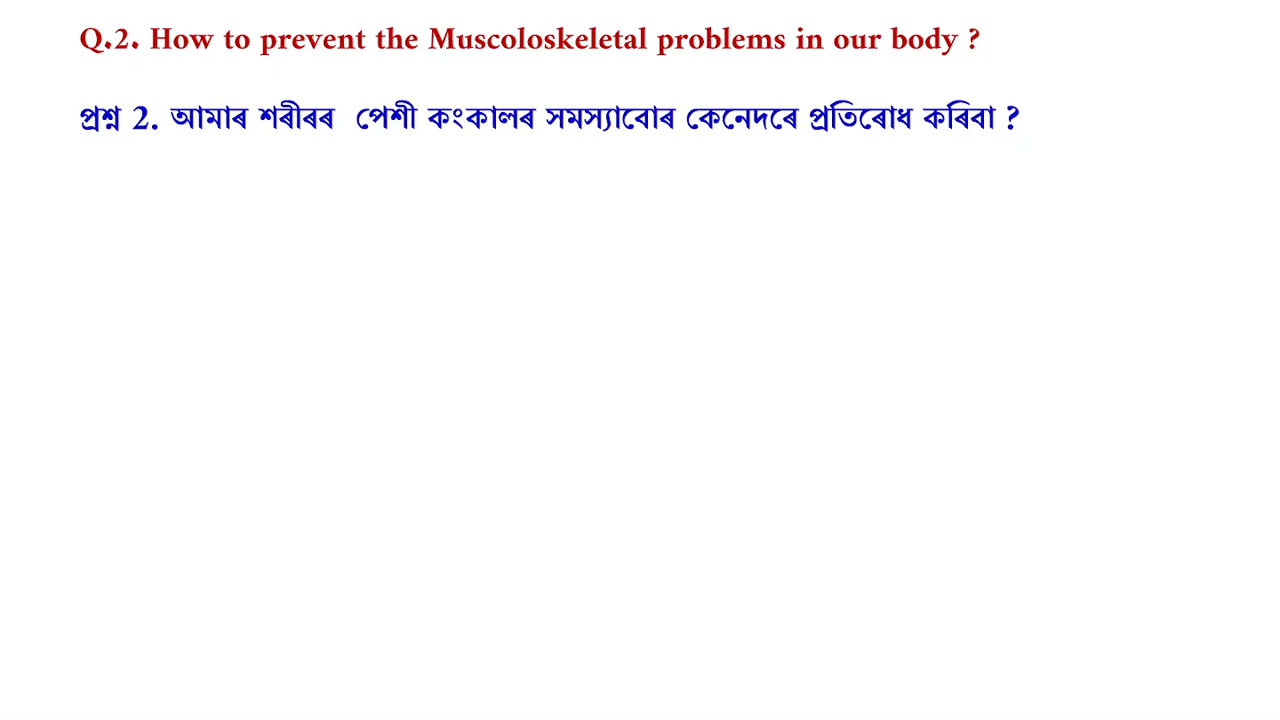 Q.2. How to prevent the Muscoloskeletal problems in our body ?
প্ৰশ্ন 2. আমাৰ শৰীৰৰ পেশী কংকালৰ সমস্যাবোৰ কেনেদৰে প্ৰতিৰোধ কৰিবা ?